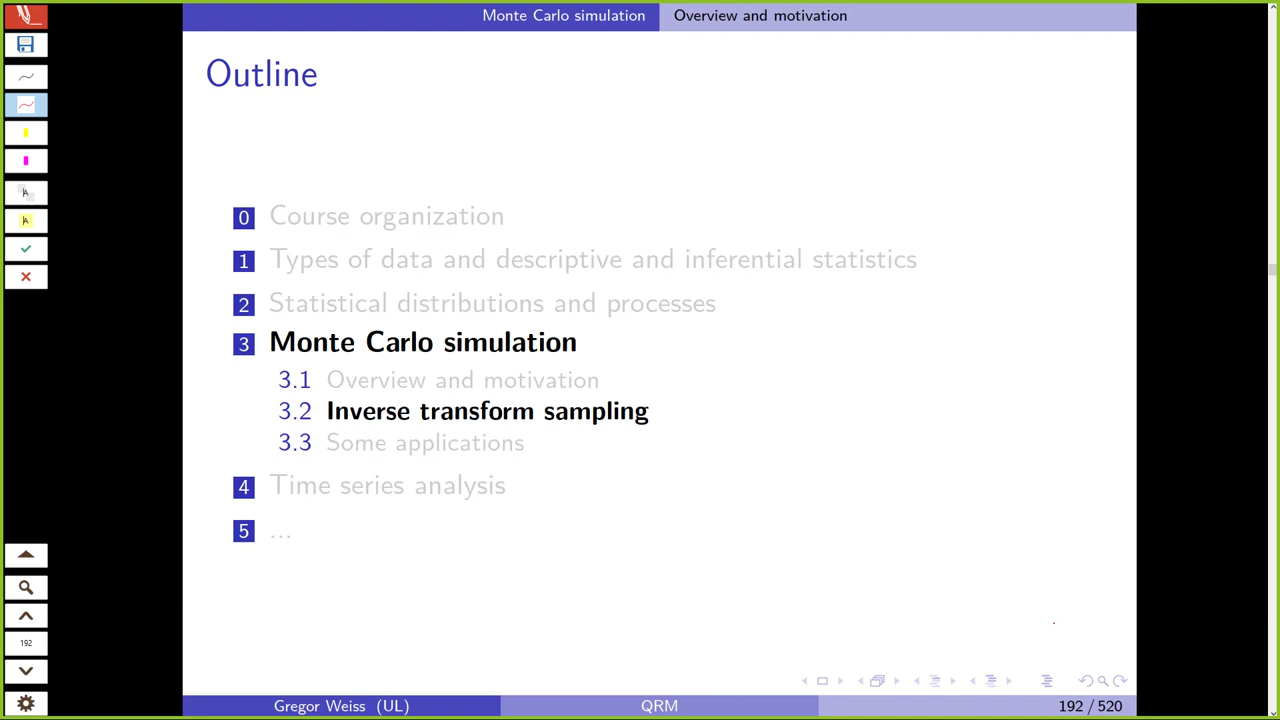 Monte Carlo simulation Overview and motivation
Outline
0 Course organization
1 Types of data and descriptive and inferential statistics
2 Statistical distributions and processes
3 Monte Carlo simulation
3.1 Overview and motivation
3.2 Inverse transform sampling
3.3 Some applications
4 Time series analysis
5 ...
192
Gregor Weiss (UL) QRM 192 / 520